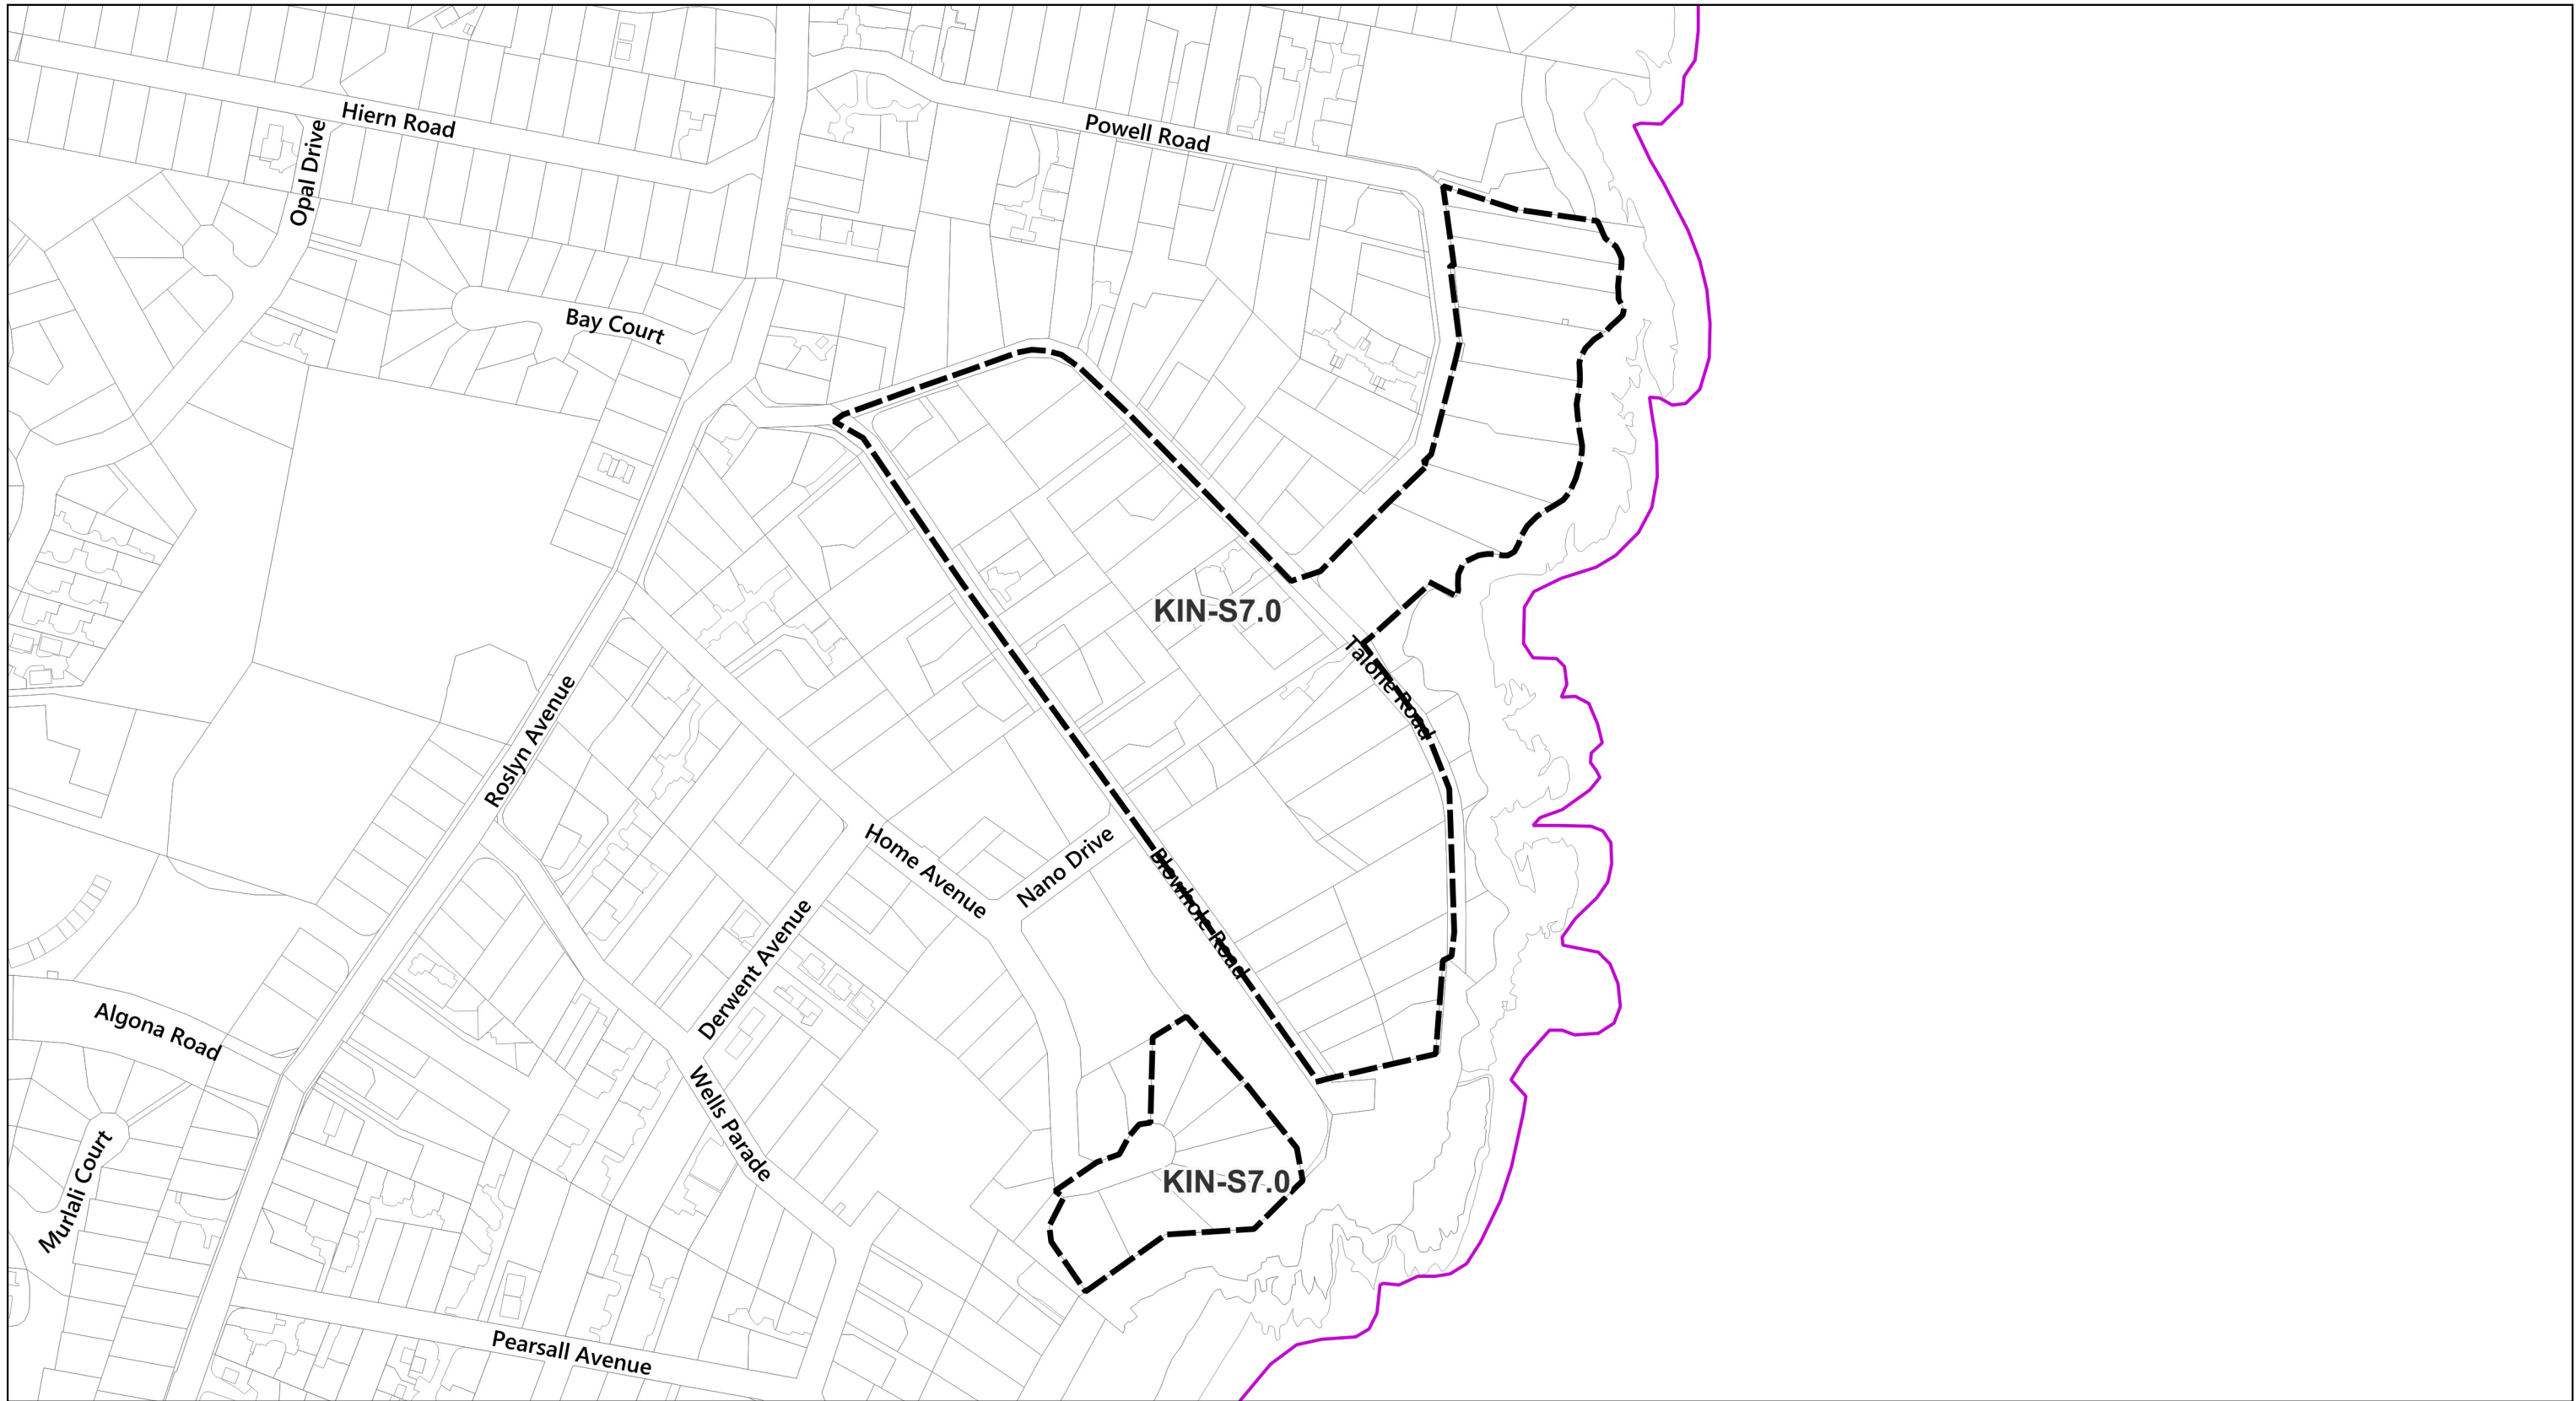 Hiern Road
Powell Road
Opal Drive
Bay Court
KIN-S7.0
Talone Road
Roslyn Avenue
Home Avenue
Nano Drive
Blowhole Road
Derwent Avenue
Algona Road
Wells Parade
Murlali Court
KIN-S7.0
Pearsall Avenue